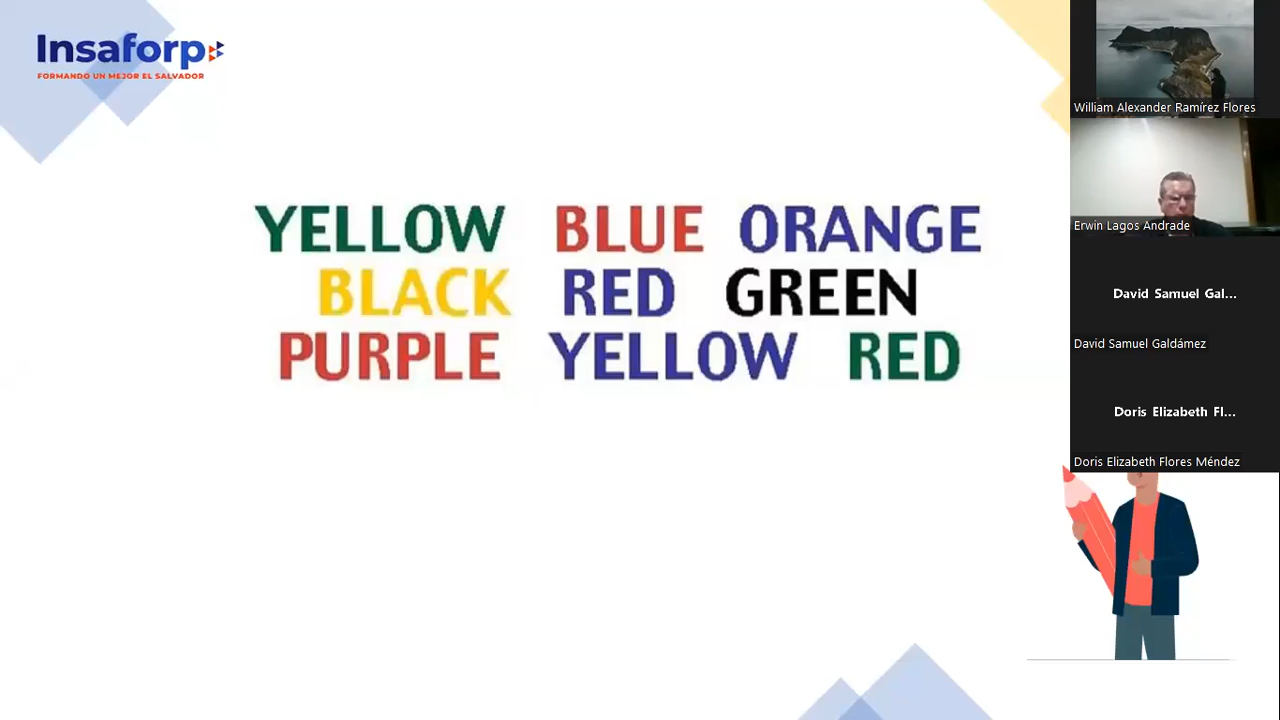 Insaforp
FORMANDO UN MEJOR EL SALVADOR
YELLOW BLUE ORANGE
BLACK RED GREEN
PURPLE YELLOW RED
William Alexander Ramírez Flores
Erwin Lagos Andrade
David Samuel Gal...
David Samuel Galdámez
Doris Elizabeth Fl...
Doris Elizabeth Flores Méndez